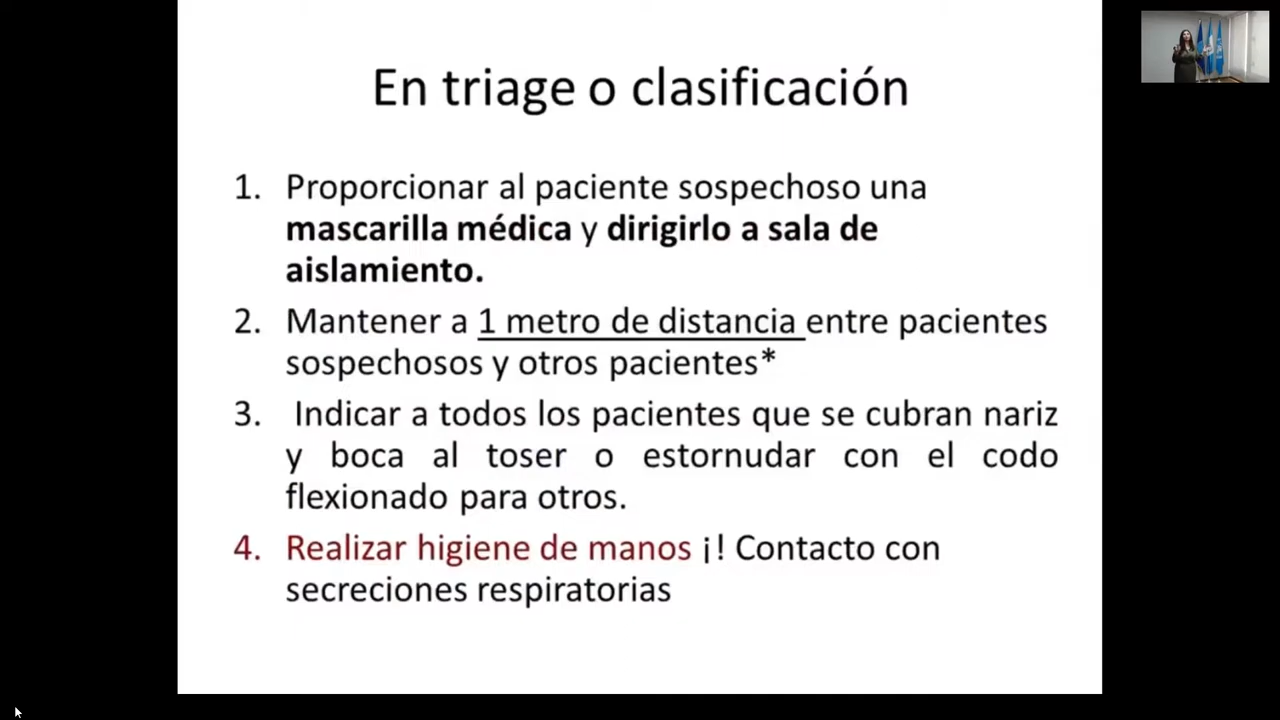 En triage o clasificación
1. Proporcionar al paciente sospechoso una
mascarilla médica y dirigirlo a sala de
aislamiento.
2. Mantener a 1 metro de distancia entre pacientes
sospechosos y otros pacientes*
3. Indicar a todos los pacientes que se cubran nariz
y boca al toser o estornudar con el codo
flexionado para otros.
4. Realizar higiene de manos ¡! Contacto con
secreciones respiratorias